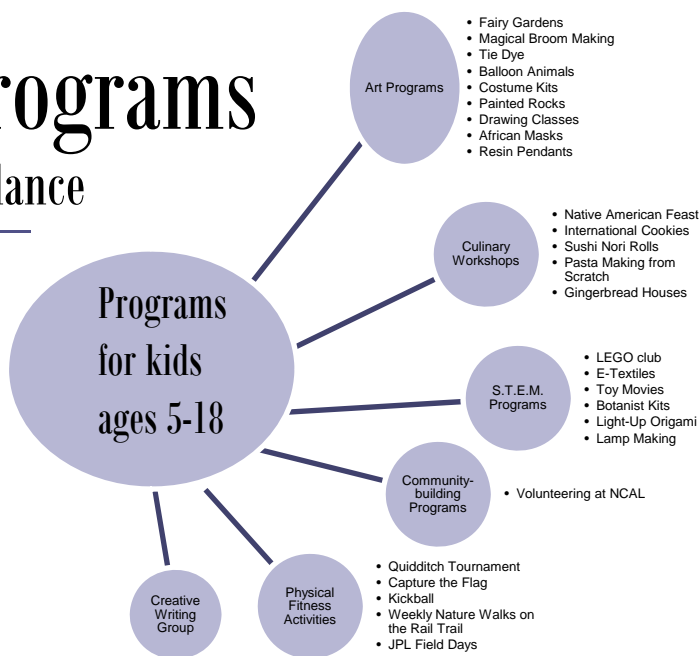 rograms
lance
Programs
for kids
ages 5-18
Art Programs
• Fairy Gardens
• Magical Broom Making
• Tie Dye
• Balloon Animals
• Costume Kits
• Painted Rocks
• Drawing Classes
• African Masks
• Resin Pendants
Culinary
Workshops
• Native American Feast
• International Cookies
• Sushi Nori Rolls
• Pasta Making from
Scratch
• Gingerbread Houses
S.T.E.M.
Programs
• LEGO club
• E-Textiles
• Toy Movies
• Botanist Kits
• Light-Up Origami
• Lamp Making
Community-
building
Programs
• Volunteering at NCAL
Physical
Fitness
Activities
• Quidditch Tournament
• Capture the Flag
• Kickball
• Weekly Nature Walks on
the Rail Trail
• JPL Field Days
Creative
Writing
Group